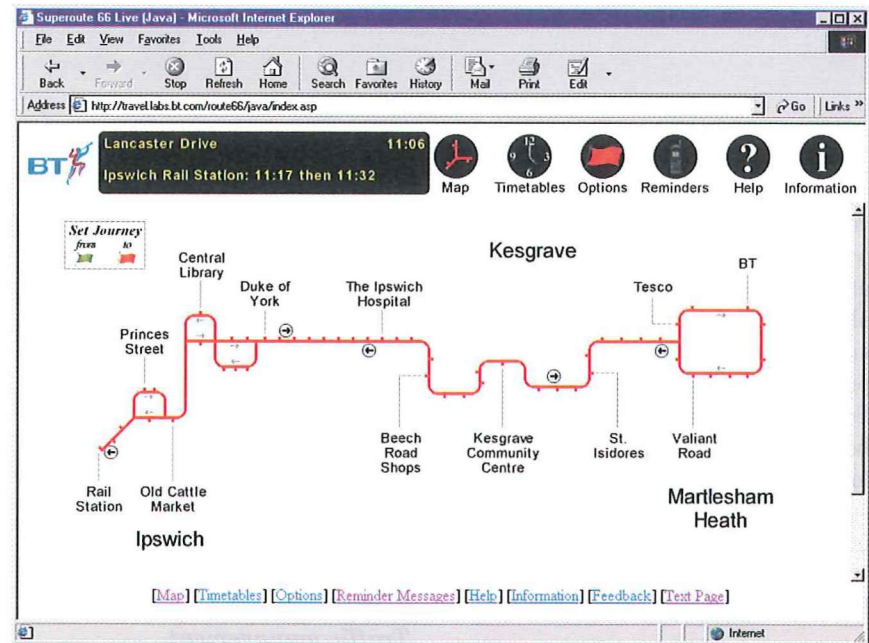 Superoute 66 Live (Java) - Microsoft Internet Explorer
File Edit View Favorites Tools Help
Back Forward Stop Refresh Home Search Favorites History Mail Print Edit
Address http://travel.labs.bt.com/route66/java/index.asp Go Links »
BT
Lancaster Drive 11:06
Ipswich Rail Station: 11:17 then 11:32
12
9 3
6
? i
Map Timetables Options Reminders Help Information
Set Journey
from to
Kesgrave
Central
Library
Duke of
York
The Ipswich
Hospital
Tesco
BT
Princes
Street
Beech
Road
Shops
Kesgrave
Community
Centre
St.
Isidores
Valiant
Road
Rail
Station
Old Cattle
Market
Martlesham
Heath
Ipswich
[Map] [Timetables] [Options] [Reminder Messages] [Help] [Information] [Feedback] [Text Page]
Internet